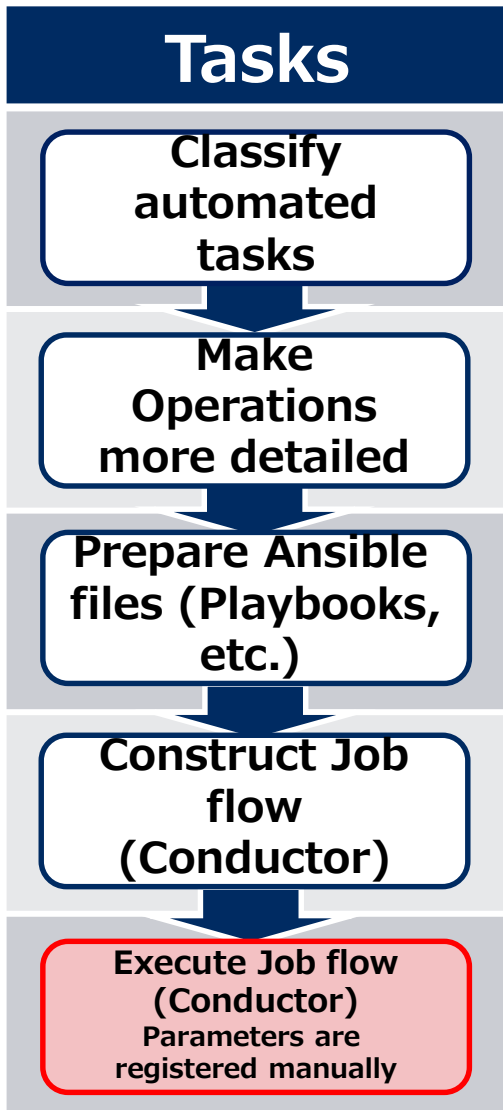 Tasks
Classify
automated
tasks
Make
Operations
more detailed
Prepare Ansible
files (Playbooks,
etc.)
Construct Job
flow
(Conductor)
Execute Job flow
(Conductor)
Parameters are
registered manually